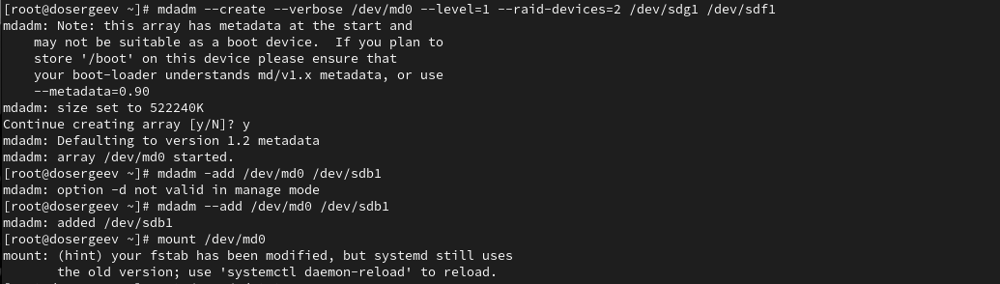 [root@dosergeev ~]# mdadm --create --verbose /dev/md0 --level=1 --raid-devices=2 /dev/sdg1 /dev/sdf1
mdadm: Note: this array has metadata at the start and
    may not be suitable as a boot device.  If you plan to
    store '/boot' on this device please ensure that
    your boot-loader understands md/v1.x metadata, or use
    --metadata=0.90
mdadm: size set to 522240K
Continue creating array [y/N]? y
mdadm: Defaulting to version 1.2 metadata
mdadm: array /dev/md0 started.
[root@dosergeev ~]# mdadm -add /dev/md0 /dev/sdb1
mdadm: option -d not valid in manage mode
[root@dosergeev ~]# mdadm --add /dev/md0 /dev/sdb1
mdadm: added /dev/sdb1
[root@dosergeev ~]# mount /dev/md0
mount: (hint) your fstab has been modified, but systemd still uses
       the old version; use 'systemctl daemon-reload' to reload.